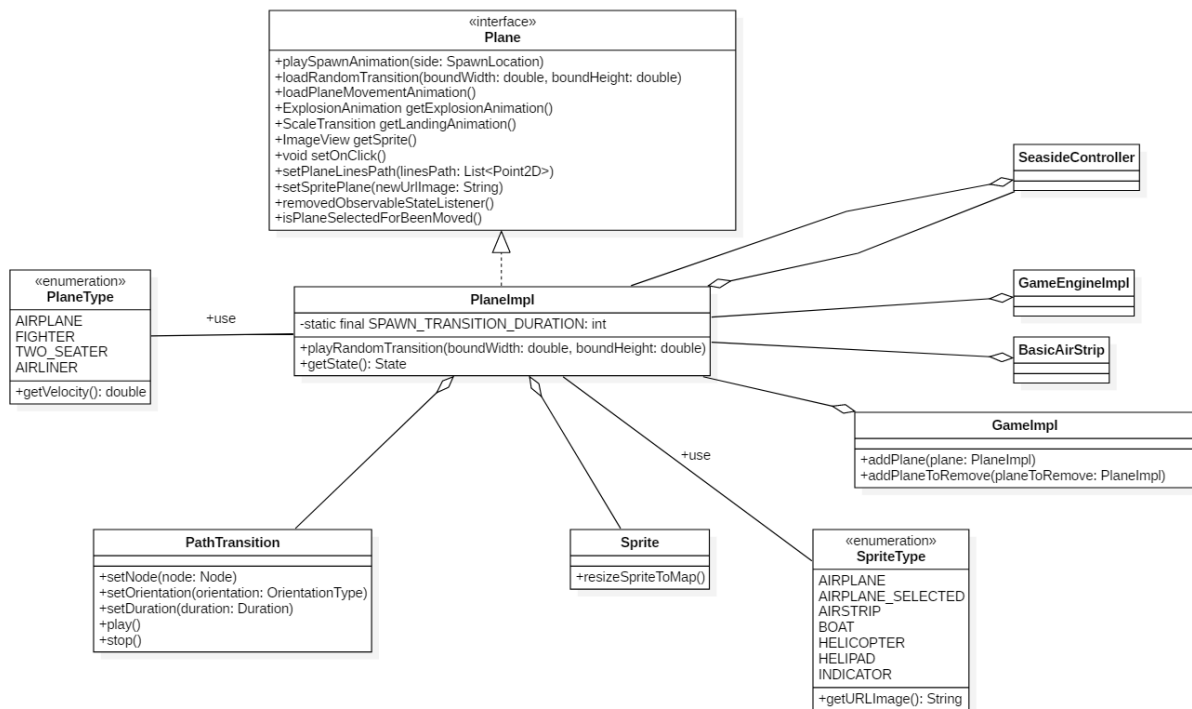 «interface»
Plane
+playSpawnAnimation(side: SpawnLocation)
+loadRandomTransition(boundWidth: double, boundHeight: double)
+loadPlaneMovementAnimation()
+ExplosionAnimation getExplosionAnimation()
+ScaleTransition getLandingAnimation()
+ImageView getSprite()
+void setOnClick()
+setPlaneLinesPath(linesPath: List<Point2D>)
+setSpritePlane(newUrlImage: String)
+removedObservableStateListener()
+isPlaneSelectedForBeenMoved()
SeasideController
«enumeration»
PlaneType
AIRPLANE
FIGHTER
TWO_SEATER
AIRLINER
+getVelocity(): double
+use
PlaneImpl
-static final SPAWN_TRANSITION_DURATION: int
+playRandomTransition(boundWidth: double, boundHeight: double)
+getState(): State
GameEngineImpl
BasicAirStrip
GameImpl
+addPlane(plane: PlaneImpl)
+addPlaneToRemove(planeToRemove: PlaneImpl)
+use
PathTransition
+setNode(node: Node)
+setOrientation(orientation: OrientationType)
+setDuration(duration: Duration)
+play()
+stop()
Sprite
+resizeSpriteToMap()
«enumeration»
SpriteType
AIRPLANE
AIRPLANE_SELECTED
AIRSTRIP
BOAT
HELICOPTER
HELIPAD
INDICATOR
+getURLImage(): String